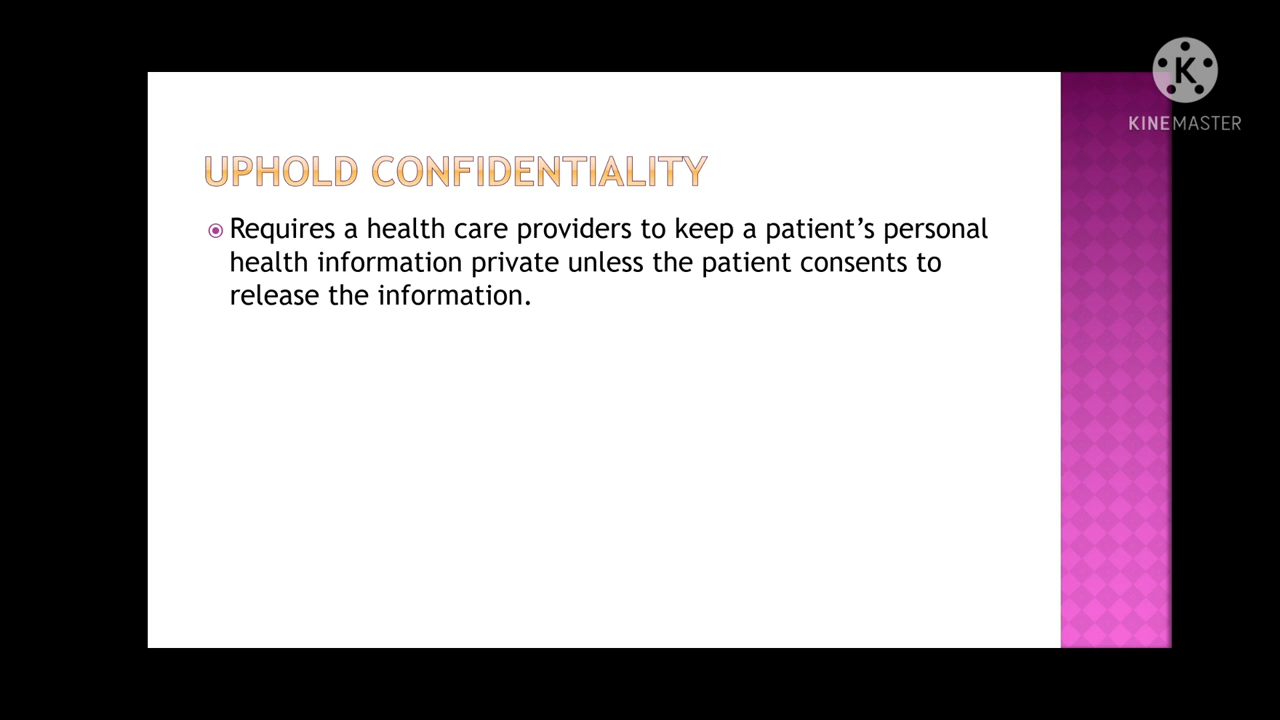 K
KINEMASTER
UPHOLD CONFIDENTIALITY
Requires a health care providers to keep a patient’s personal
health information private unless the patient consents to
release the information.